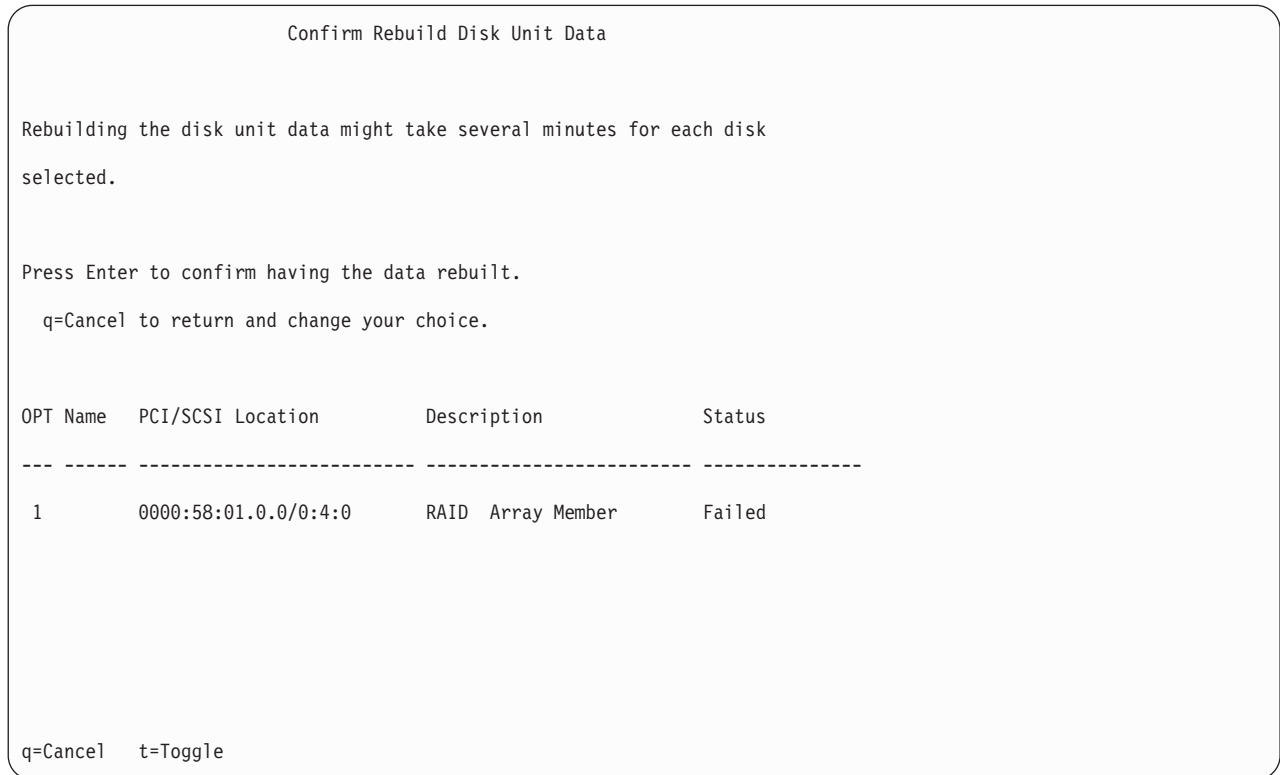 Confirm Rebuild Disk Unit Data
Rebuilding the disk unit data might take several minutes for each disk
selected.
Press Enter to confirm having the data rebuilt.
q=Cancel to return and change your choice.
OPT Name   PCI/SCSI Location          Description               Status
--- ------ -------------------------- ------------------------- ---------------
1         0000:58:01.0.0/0:4:0       RAID  Array Member        Failed
q=Cancel   t=Toggle